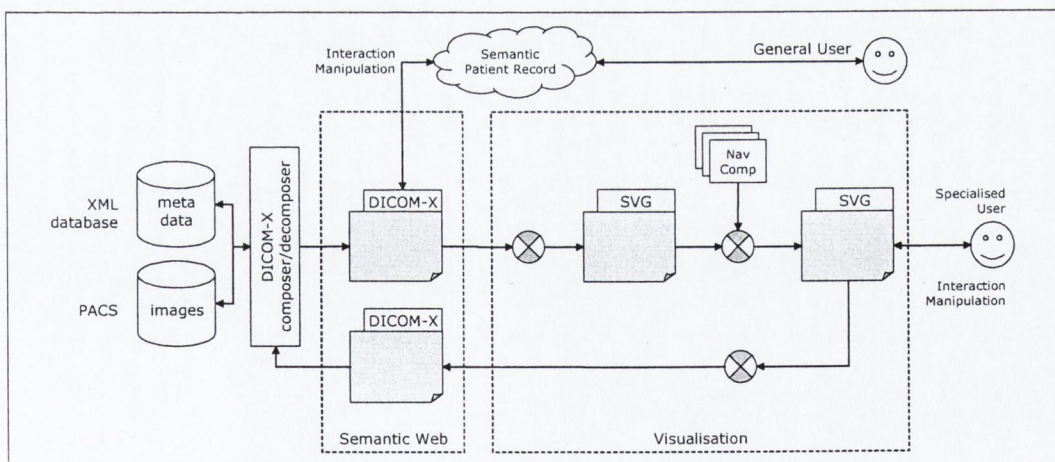 Interaction
Manipulation
Semantic
Patient Record
General User
Nav
Comp
XML
database
meta
data
PACS
images
DICOM-X
composer/decomposer
DICOM-X
SVG
SVG
Specialised
User
Interaction
Manipulation
DICOM-X
Semantic Web
Visualisation